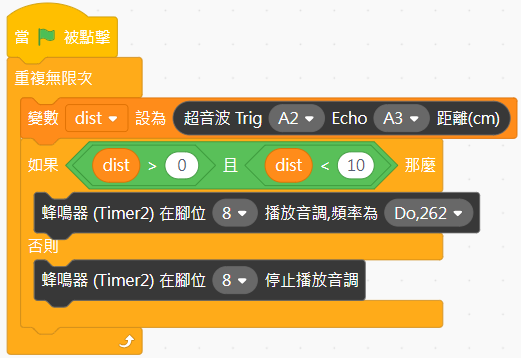 當 被點擊
重複無限次
變數 dist 設為 超音波 Trig A2 Echo A3 距離(cm)
如果 dist > 0 且 dist < 10 那麼
蜂鳴器 (Timer2) 在腳位 8 播放音調,頻率為 Do,262
否則
蜂鳴器 (Timer2) 在腳位 8 停止播放音調